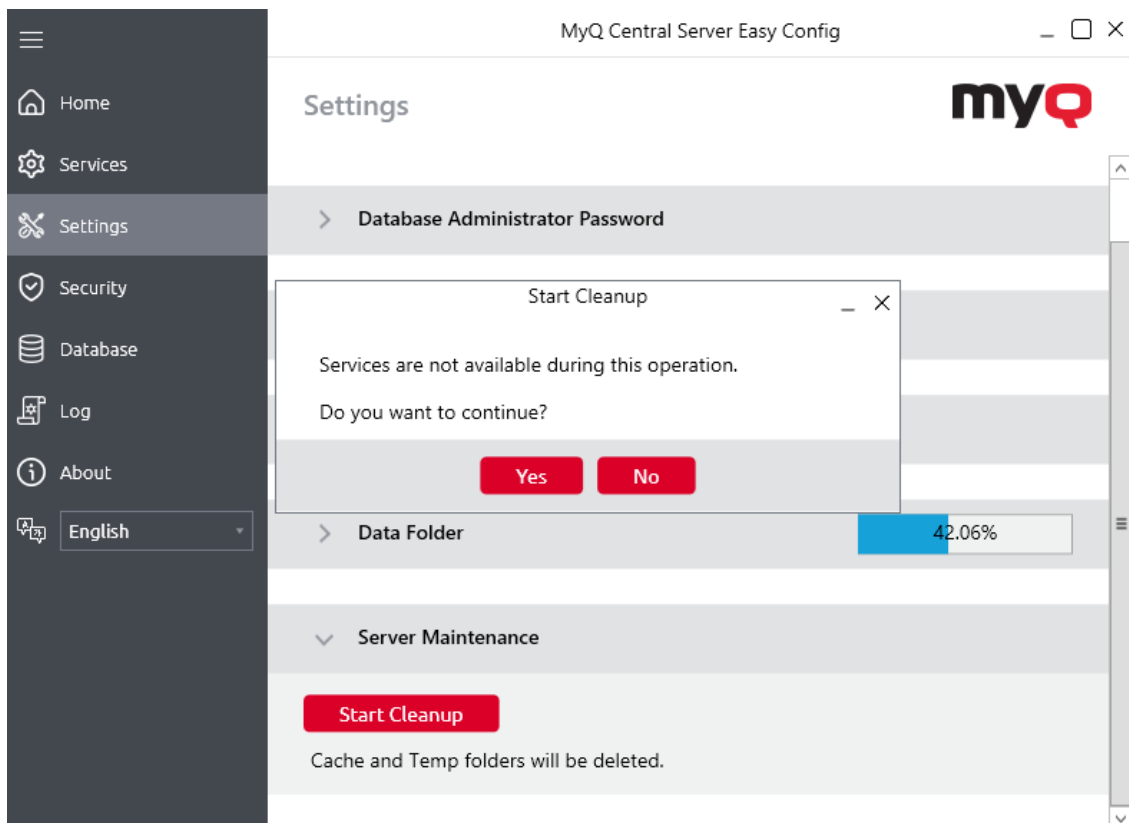 MyQ Central Server Easy Config
Home
Services
Settings
Security
Database
Log
About
English
Settings
myQ
Database Administrator Password
Start Cleanup
Services are not available during this operation.
Do you want to continue?
Yes
No
Data Folder
42.06%
Server Maintenance
Start Cleanup
Cache and Temp folders will be deleted.